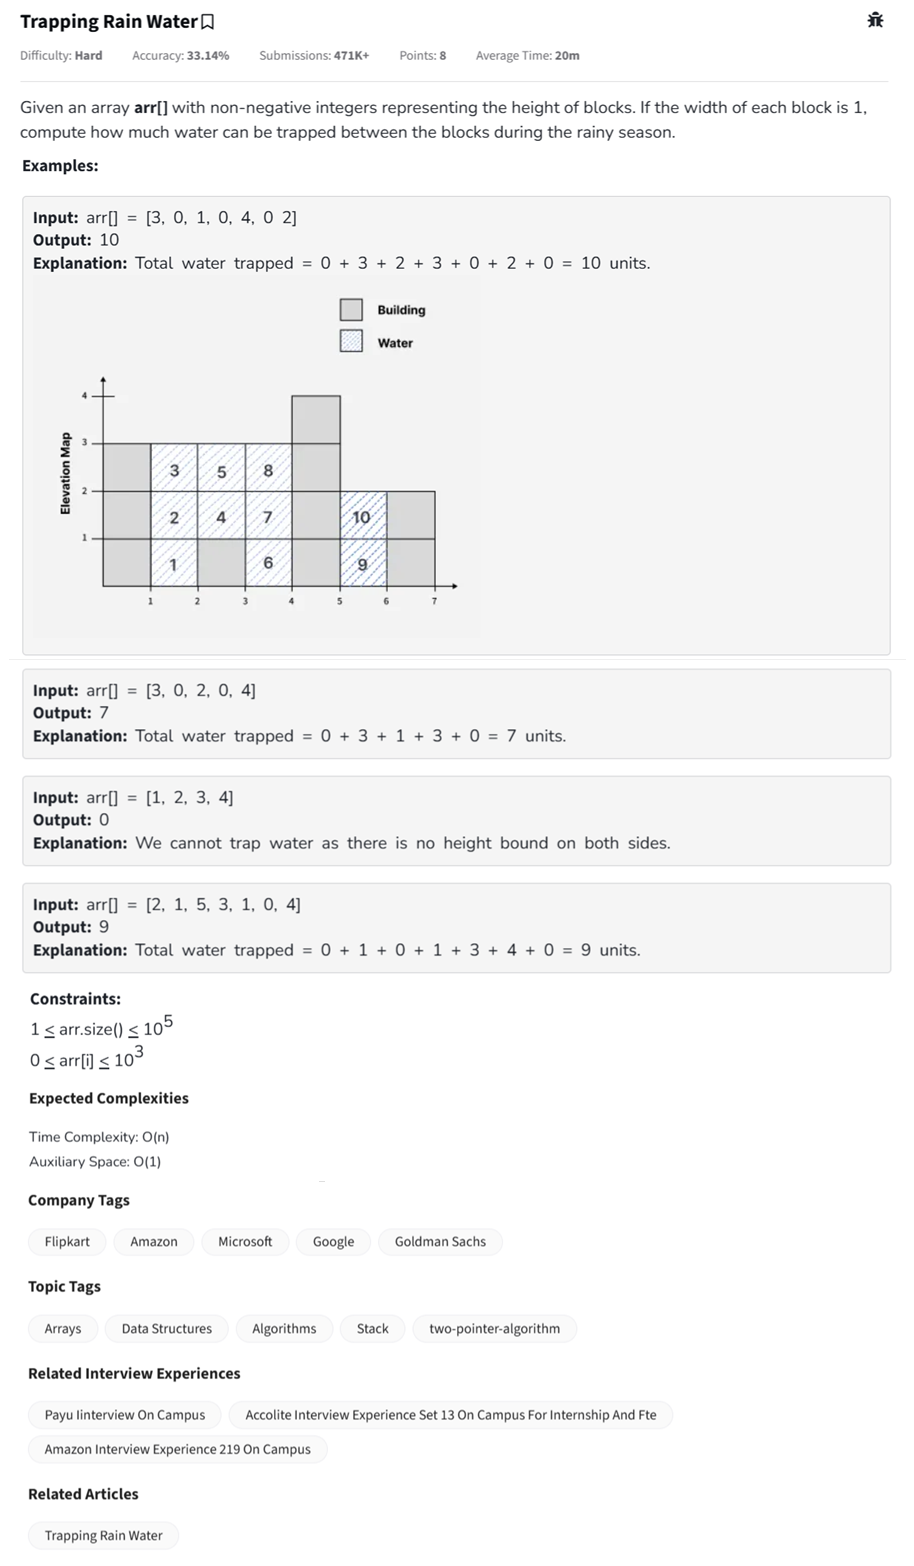 Trapping Rain Water
Difficulty: Hard Accuracy: 33.14% Submissions: 471K+ Points: 8 Average Time: 20m
Given an array arr[] with non-negative integers representing the height of blocks. If the width of each block is 1,
compute how much water can be trapped between the blocks during the rainy season.
Examples:
Input: arr[] = [3, 0, 1, 0, 4, 0 2]
Output: 10
Explanation: Total water trapped = 0 + 3 + 2 + 3 + 0 + 2 + 0 = 10 units.
Building
Water
4
3
2
1
Elevation Map
3 5 8
2 4 7 10
1 6 9
1 2 3 4 5 6 7
Input: arr[] = [3, 0, 2, 0, 4]
Output: 7
Explanation: Total water trapped = 0 + 3 + 1 + 3 + 0 = 7 units.
Input: arr[] = [1, 2, 3, 4]
Output: 0
Explanation: We cannot trap water as there is no height bound on both sides.
Input: arr[] = [2, 1, 5, 3, 1, 0, 4]
Output: 9
Explanation: Total water trapped = 0 + 1 + 0 + 1 + 3 + 4 + 0 = 9 units.
Constraints:
1 ≤ arr.size() ≤ 10⁵
0 ≤ arr[i] ≤ 10³
Expected Complexities
Time Complexity: O(n)
Auxiliary Space: O(1)
Company Tags
Flipkart Amazon Microsoft Google Goldman Sachs
Topic Tags
Arrays Data Structures Algorithms Stack two-pointer-algorithm
Related Interview Experiences
Payu Iinterview On Campus Accolite Interview Experience Set 13 On Campus For Internship And Fte
Amazon Interview Experience 219 On Campus
Related Articles
Trapping Rain Water